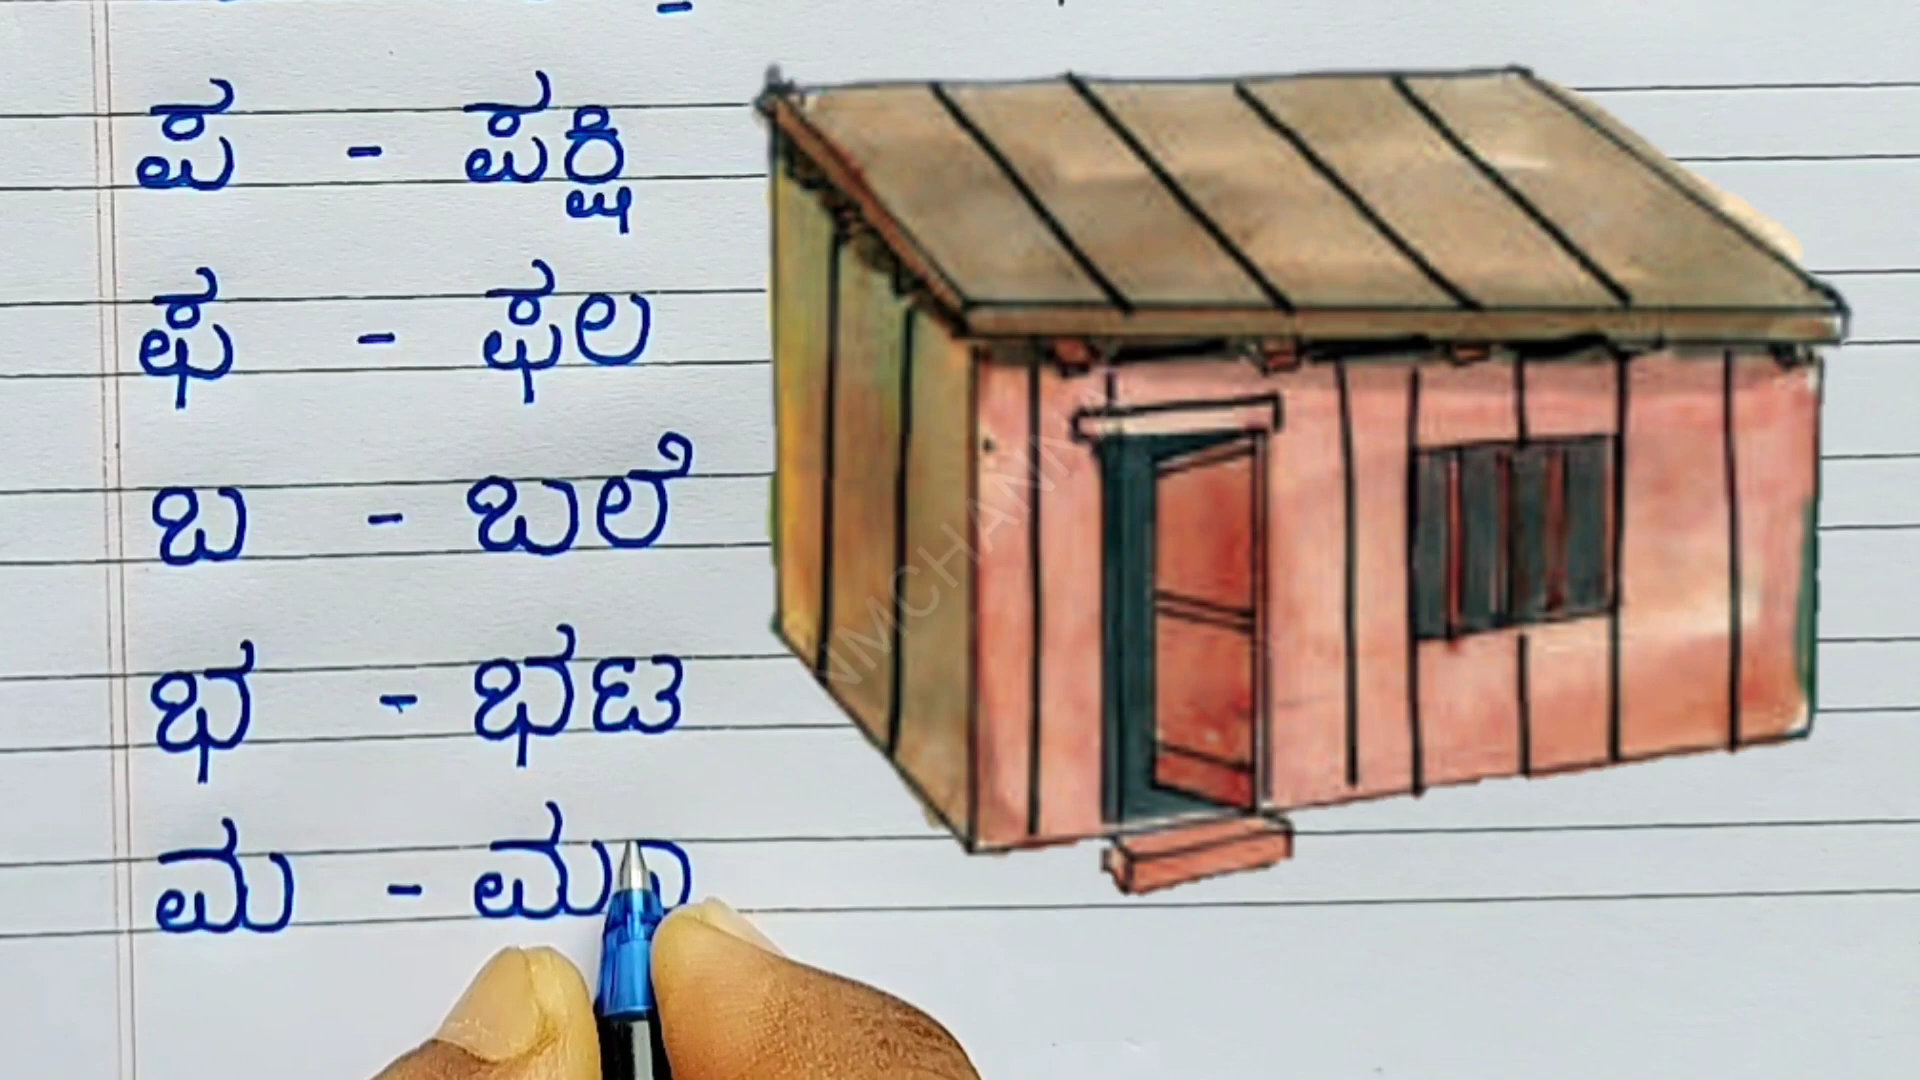 ಪ - ಪಕ್ಷಿ
ಫ - ಫಲ
ಬ - ಬಲೆ
ಭ - ಭಟ
ಮ -